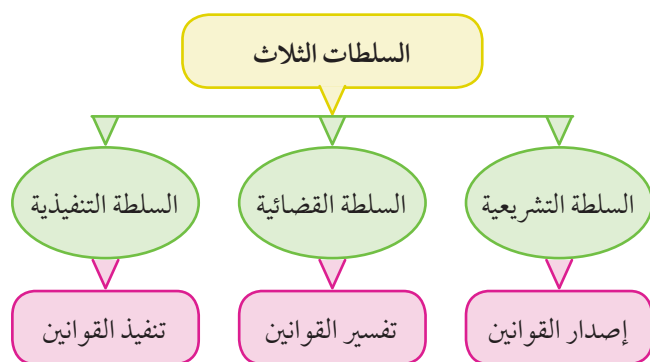 السلطات الثلاث
السلطة التشريعية
السلطة القضائية
السلطة التنفيذية
إصدار القوانين
تفسير القوانين
تنفيذ القوانين